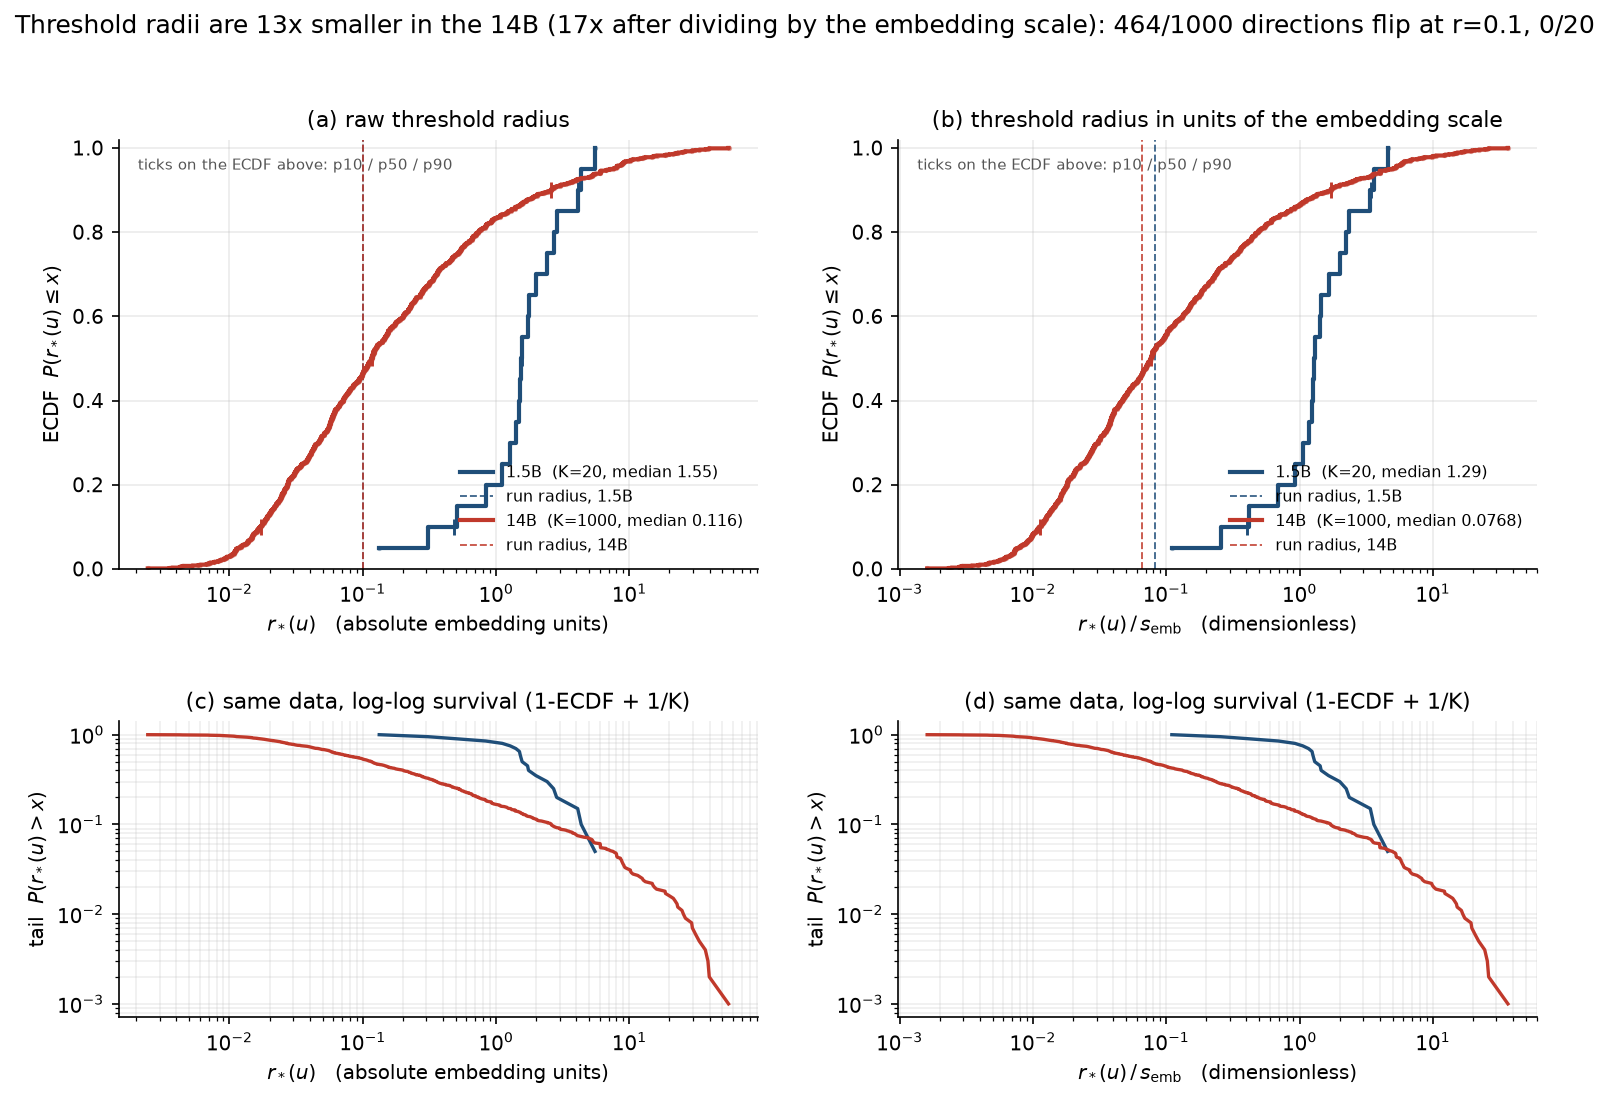 Threshold radii are 13x smaller in the 14B (17x after dividing by the embedding scale): 464/1000 directions flip at r=0.1, 0/20
(a) raw threshold radius
ticks on the ECDF above: p10 / p50 / p90
ECDF P(r∗(u) ≤ x)
1.0
0.8
0.6
0.4
0.2
0.0
1.5B (K=20, median 1.55)
run radius, 1.5B
14B (K=1000, median 0.116)
run radius, 14B
10⁻² 10⁻¹ 10⁰ 10¹
r∗(u) (absolute embedding units)
(b) threshold radius in units of the embedding scale
ticks on the ECDF above: p10 / p50 / p90
ECDF P(r∗(u) ≤ x)
1.0
0.8
0.6
0.4
0.2
0.0
1.5B (K=20, median 1.29)
run radius, 1.5B
14B (K=1000, median 0.0768)
run radius, 14B
10⁻³ 10⁻² 10⁻¹ 10⁰ 10¹
r∗(u) / s_emb (dimensionless)
(c) same data, log-log survival (1-ECDF + 1/K)
tail P(r∗(u) > x)
10⁰
10⁻¹
10⁻²
10⁻³
10⁻² 10⁻¹ 10⁰ 10¹
r∗(u) (absolute embedding units)
(d) same data, log-log survival (1-ECDF + 1/K)
tail P(r∗(u) > x)
10⁰
10⁻¹
10⁻²
10⁻³
10⁻³ 10⁻² 10⁻¹ 10⁰ 10¹
r∗(u) / s_emb (dimensionless)